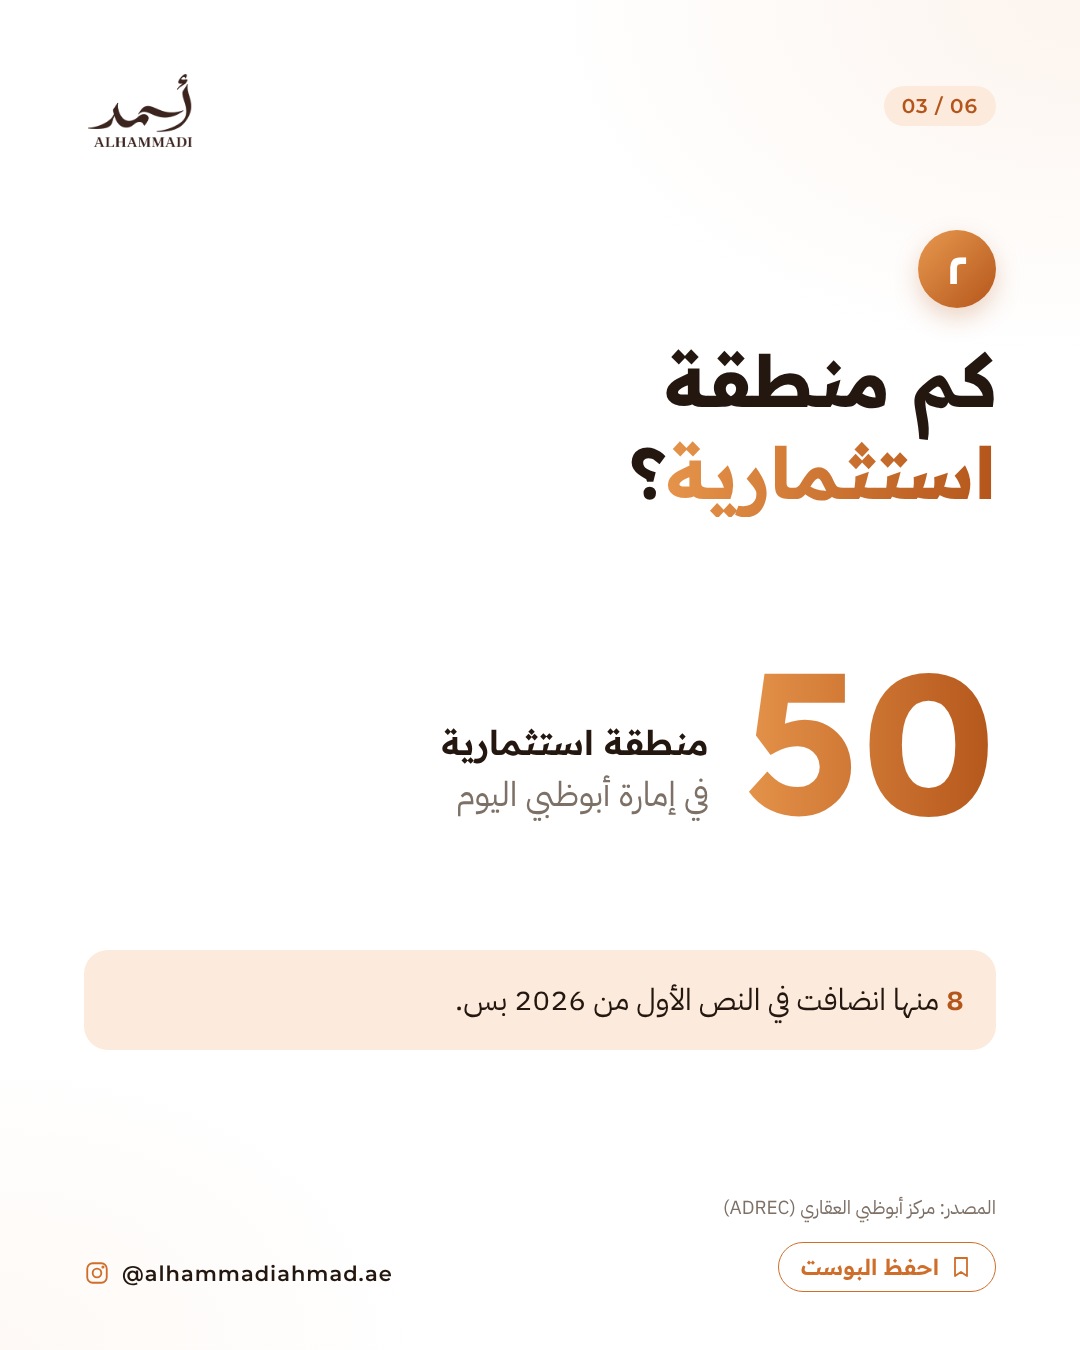 أحمد
ALHAMMADI
03 / 06
٢
كم منطقة
استثمارية؟
50
منطقة استثمارية
في إمارة أبوظبي اليوم
8 منها انضافت في النص الأول من 2026 بس.
المصدر: مركز أبوظبي العقاري (ADREC)
احفظ البوست
@alhammadiahmad.ae